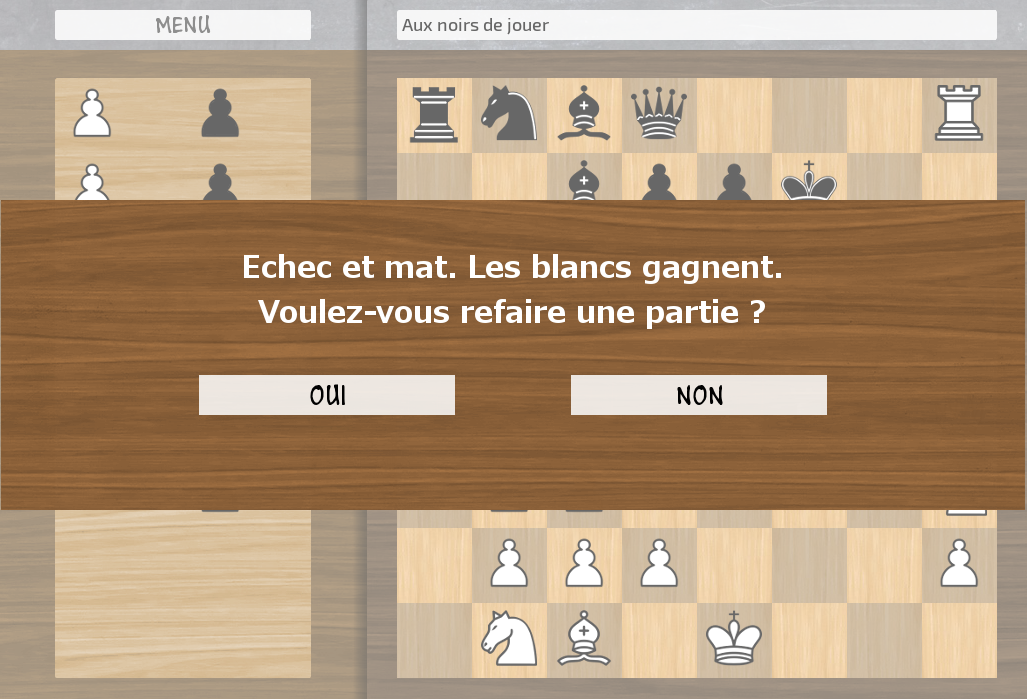 MENU
Aux noirs de jouer
Echec et mat. Les blancs gagnent.
Voulez-vous refaire une partie ?
OUI
NON